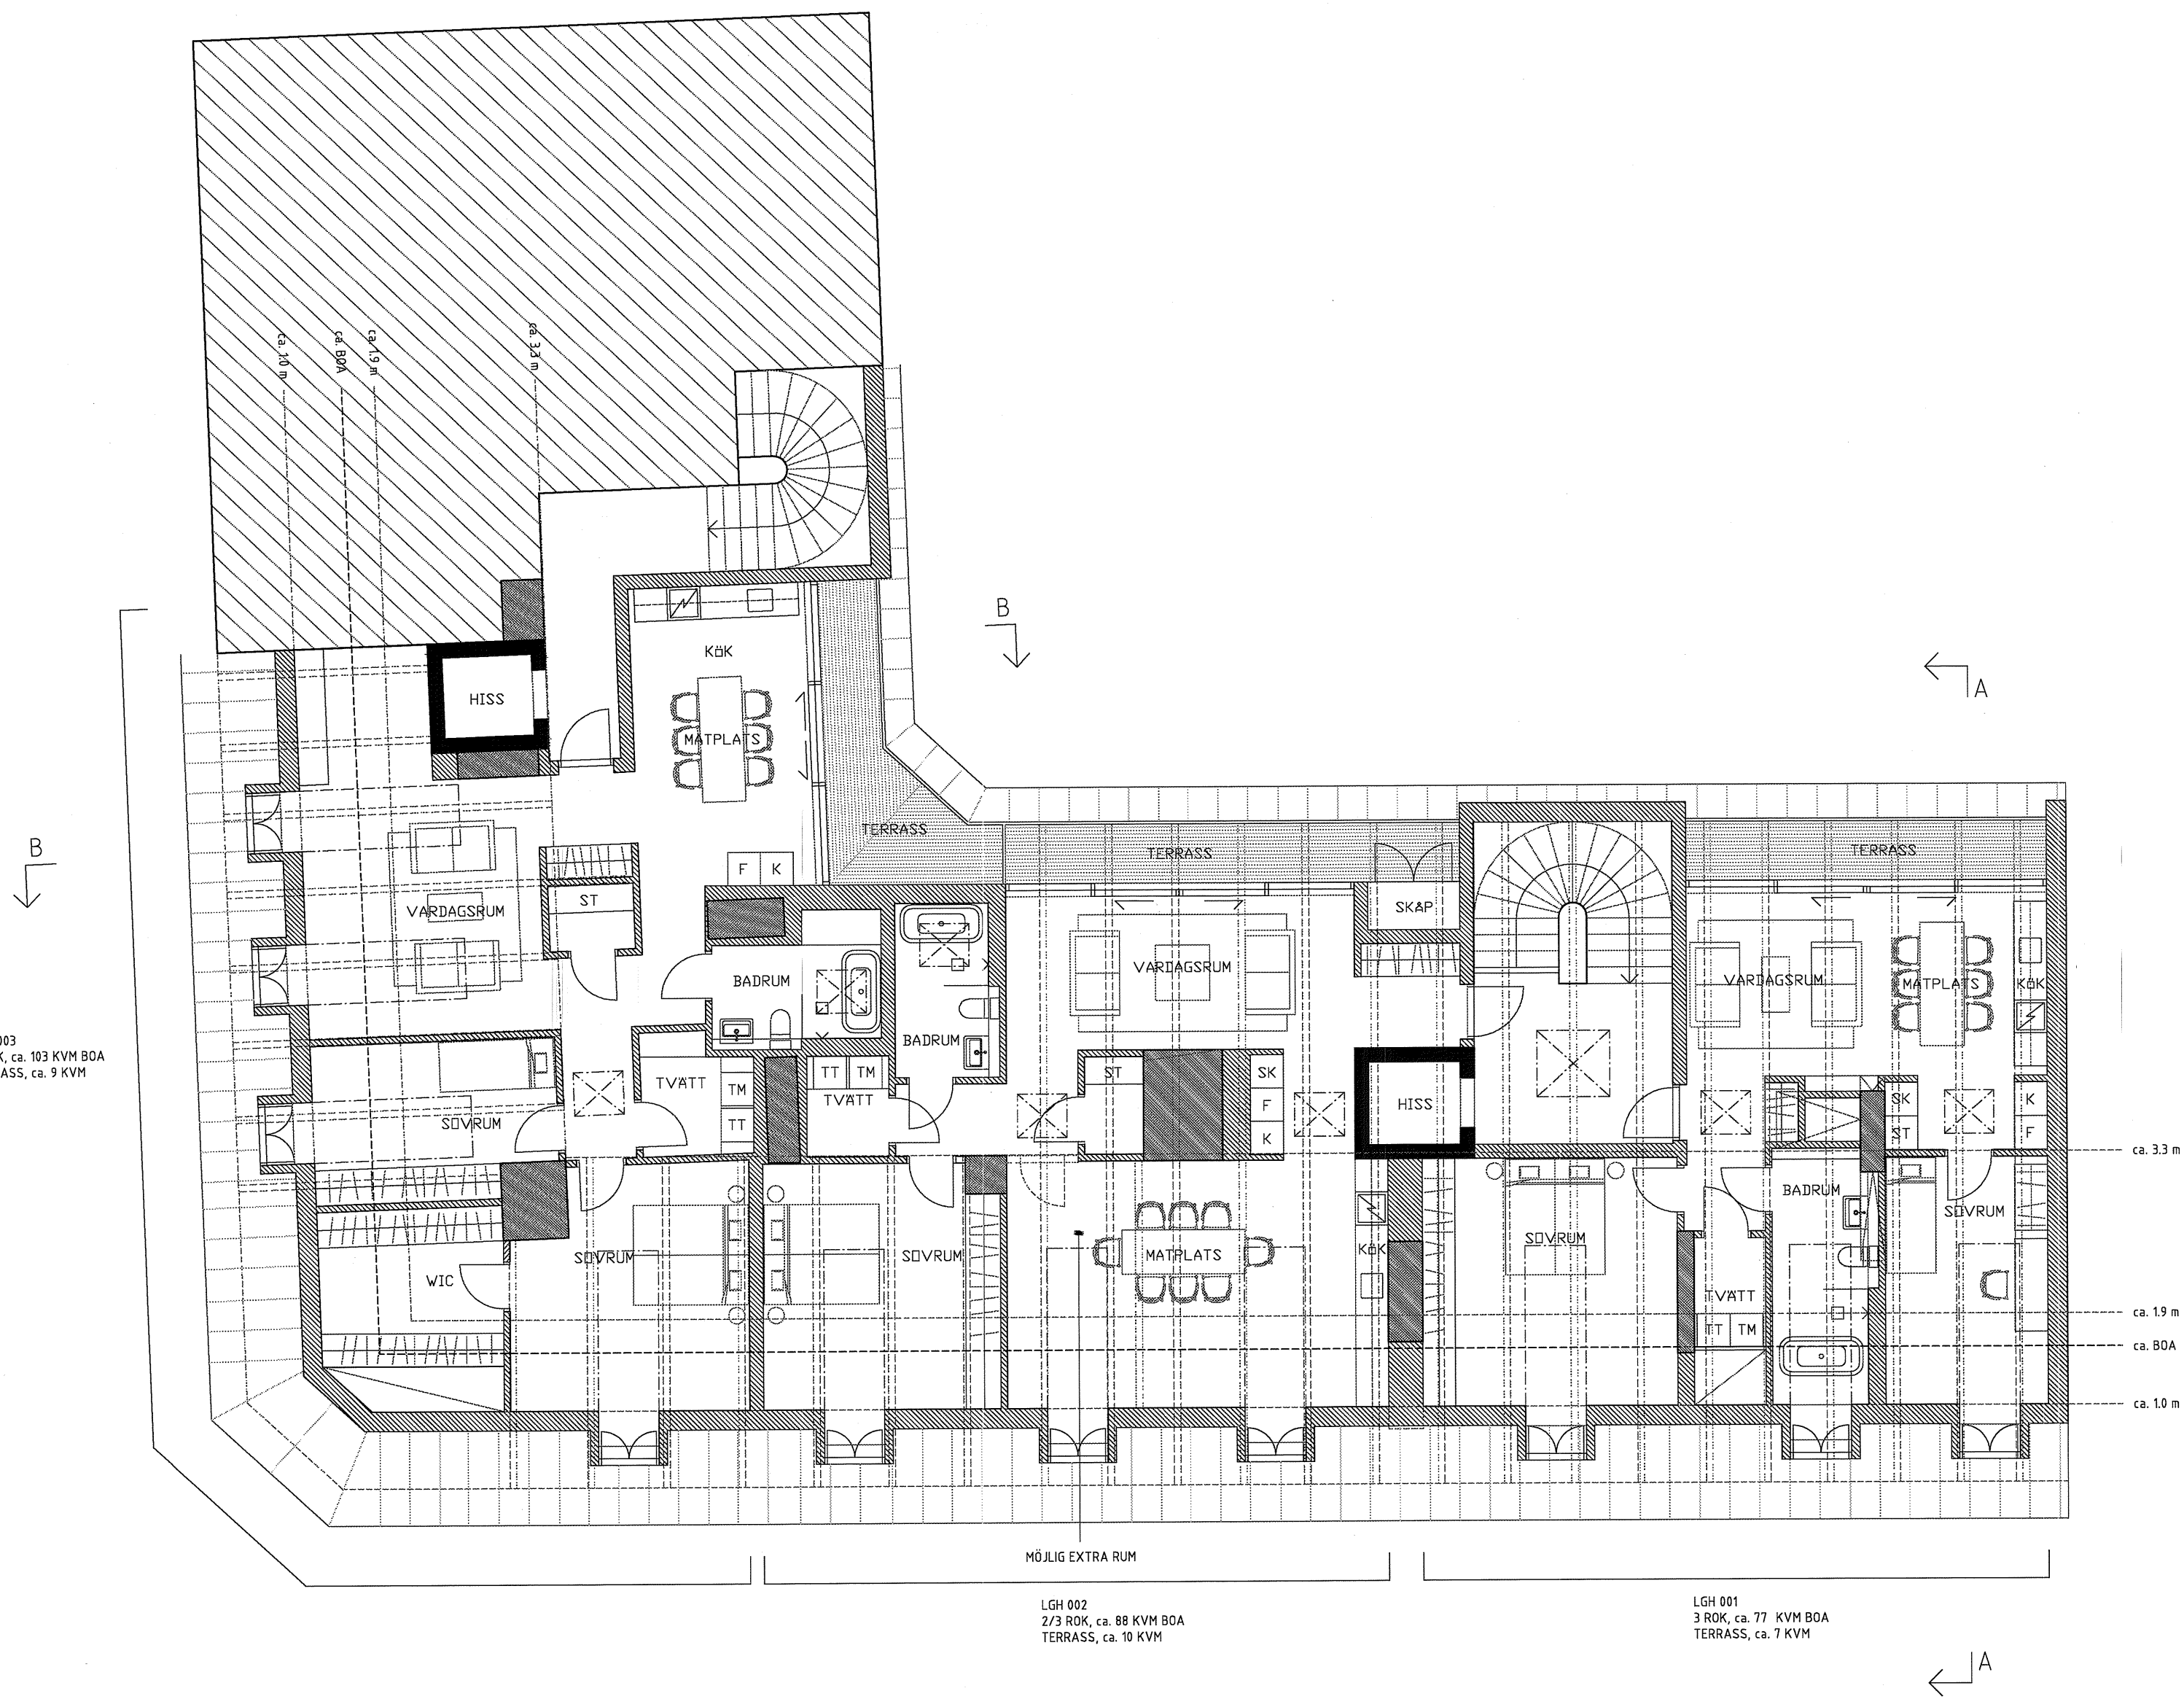 ca. 1.0 m
ca. BOA
ca. 1.9 m
ca. 3.3 m
HISS
KÖK
MATPLATS
B
A
B
TERRASS
TERRASS
TERRASS
F
K
ST
VARDAGSRUM
SKÅP
VARDAGSRUM
VARDAGSRUM
MATPLATS
KÖK
BADRUM
BADRUM
003
K, ca. 103 KVM BOA
ASS, ca. 9 KVM
SOVRUM
TVÄTT
TM
TT
TT
TM
TVÄTT
ST
SK
F
K
HISS
SK
ST
K
F
ca. 3.3 m
BADRUM
SOVRUM
SOVRUM
WIC
SOVRUM
SOVRUM
MATPLATS
KÖK
TVÄTT
TT
TM
ca. 1.9 m
ca. BOA
ca. 1.0 m
MÖJLIG EXTRA RUM
LGH 002
2/3 ROK, ca. 88 KVM BOA
TERRASS, ca. 10 KVM
LGH 001
3 ROK, ca. 77 KVM BOA
TERRASS, ca. 7 KVM
A